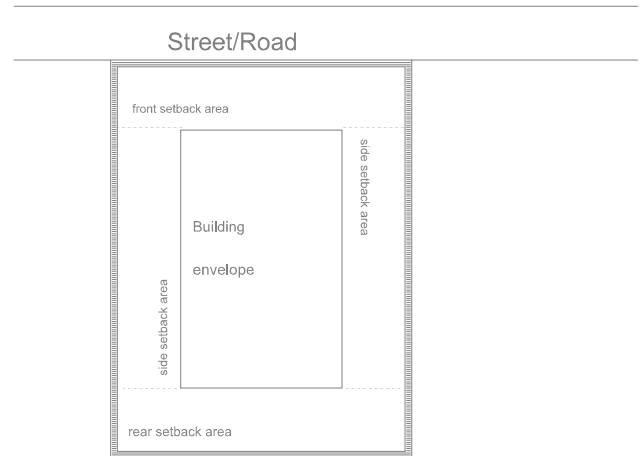 Street/Road
front setback area
side setback area
Building
envelope
side setback area
rear setback area